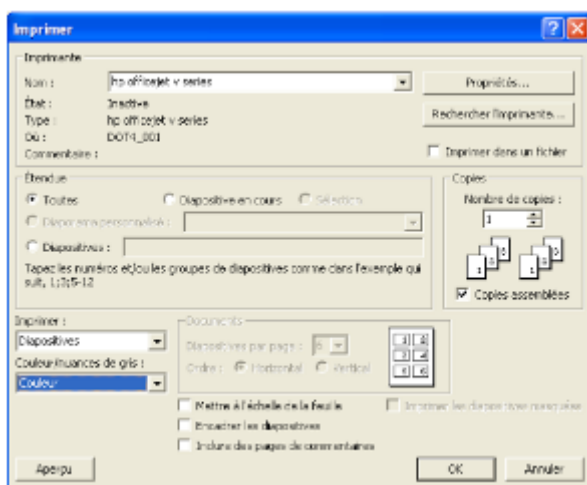 Imprimer
Imprimante
Nom : hp officejet v series
Propriétés...
État : Inactive
Type : hp officejet v series
Rechercher l'imprimante...
Où : DOT4_001
Commentaire :
Imprimer dans un fichier
Étendue
Toutes Diapositive en cours Sélection
Diaporama personnalisé :
Diapositives :
Tapez les numéros et/ou les groupes de diapositives comme dans l'exemple qui
suit, 1;3;5-12
Copies
Nombre de copies :
1
Copies assemblées
Imprimer :
Diapositives
Couleur/nuances de gris :
Couleur
Documents
Diapositives par page : 6
Ordre : Horizontal Vertical
Mettre à l'échelle de la feuille
Imprimer les diapositives masquées
Encadrer les diapositives
Inclure des pages de commentaires
Aperçu
OK
Annuler